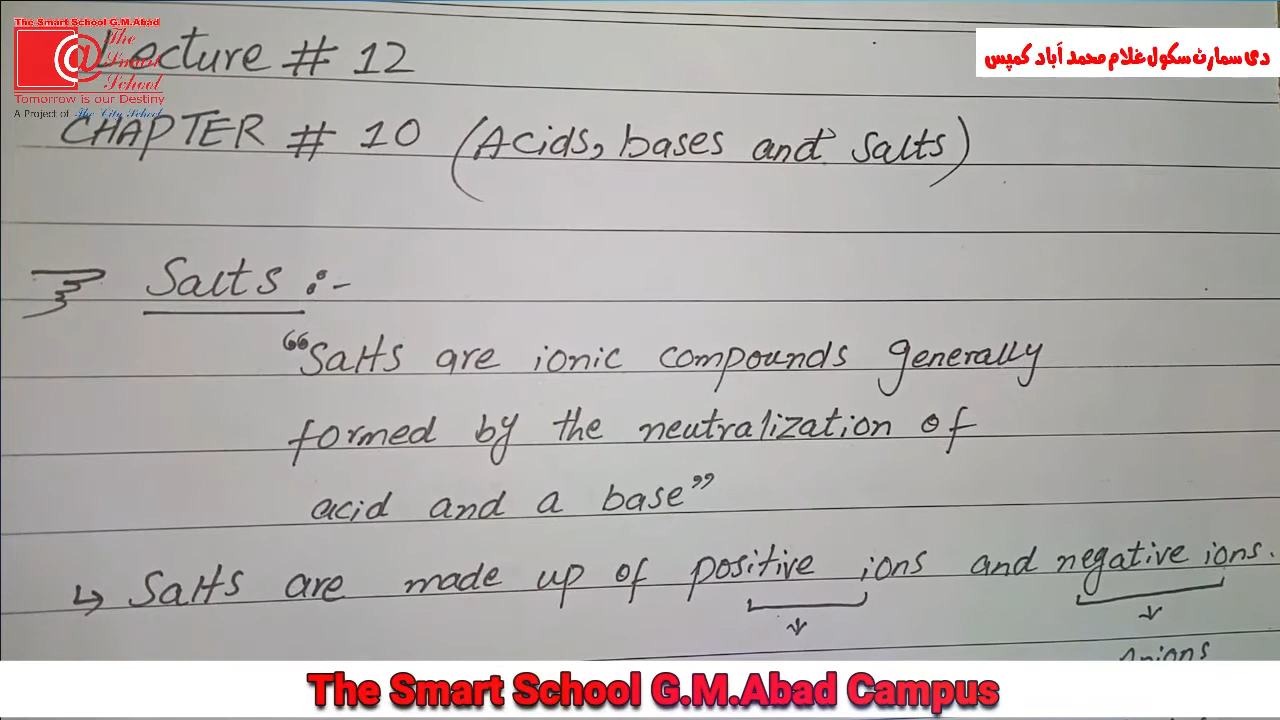 The Smart School G.M.Abad
The
Smart
School
Tomorrow is our Destiny
A Project of The City School
دی سمارٹ سکول غلام محمد آباد کمپس
Lecture # 12
CHAPTER # 10 (Acids, bases and Salts)
Salts :-
“Salts are ionic compounds generally
formed by the neutralization of
acid and a base”
↳ Salts are made up of positive ions and negative ions.
Anions
The Smart School G.M.Abad Campus